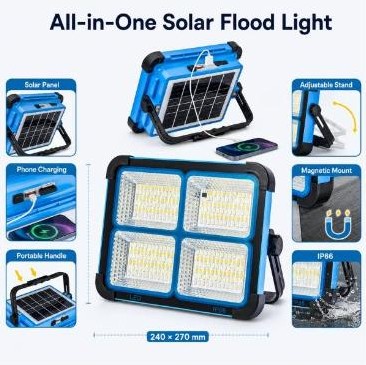 All-in-One Solar Flood Light
Solar Panel
Adjustable Stand
Phone Charging
Magnetic Mount
Portable Handle
IP66
240 × 270 mm